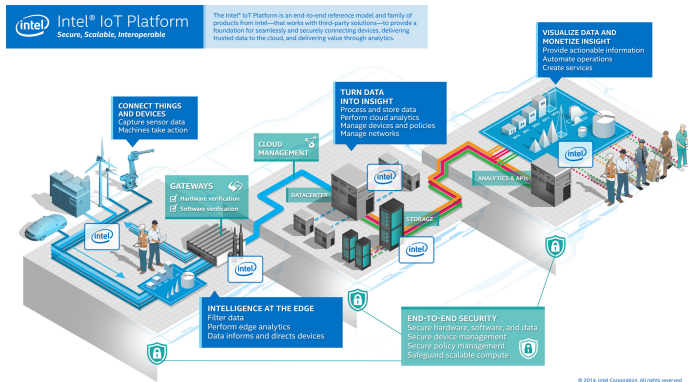 intel
Intel® IoT Platform
Secure, Scalable, Interoperable
The Intel® IoT Platform is an end-to-end reference model and family of
products from Intel—that works with third-party solutions—to provide a
foundation for seamlessly and securely connecting devices, delivering
trusted data to the cloud, and delivering value through analytics.
VISUALIZE DATA AND
MONETIZE INSIGHT
Provide actionable information
Automate operations
Create services
TURN DATA
INTO INSIGHT
Process and store data
Perform cloud analytics
Manage devices and policies
Manage networks
CONNECT THINGS
AND DEVICES
Capture sensor data
Machines take action
CLOUD
MANAGEMENT
GATEWAYS
Hardware verification
Software verification
DATACENTER
intel
ANALYTICS & APIs
intel
STORAGE
intel
intel
intel
INTELLIGENCE AT THE EDGE
Filter data
Perform edge analytics
Data informs and directs devices
END-TO-END SECURITY
Secure hardware, software, and data
Secure device management
Secure policy management
Safeguard scalable compute
© 2014, Intel Corporation. All rights reserved